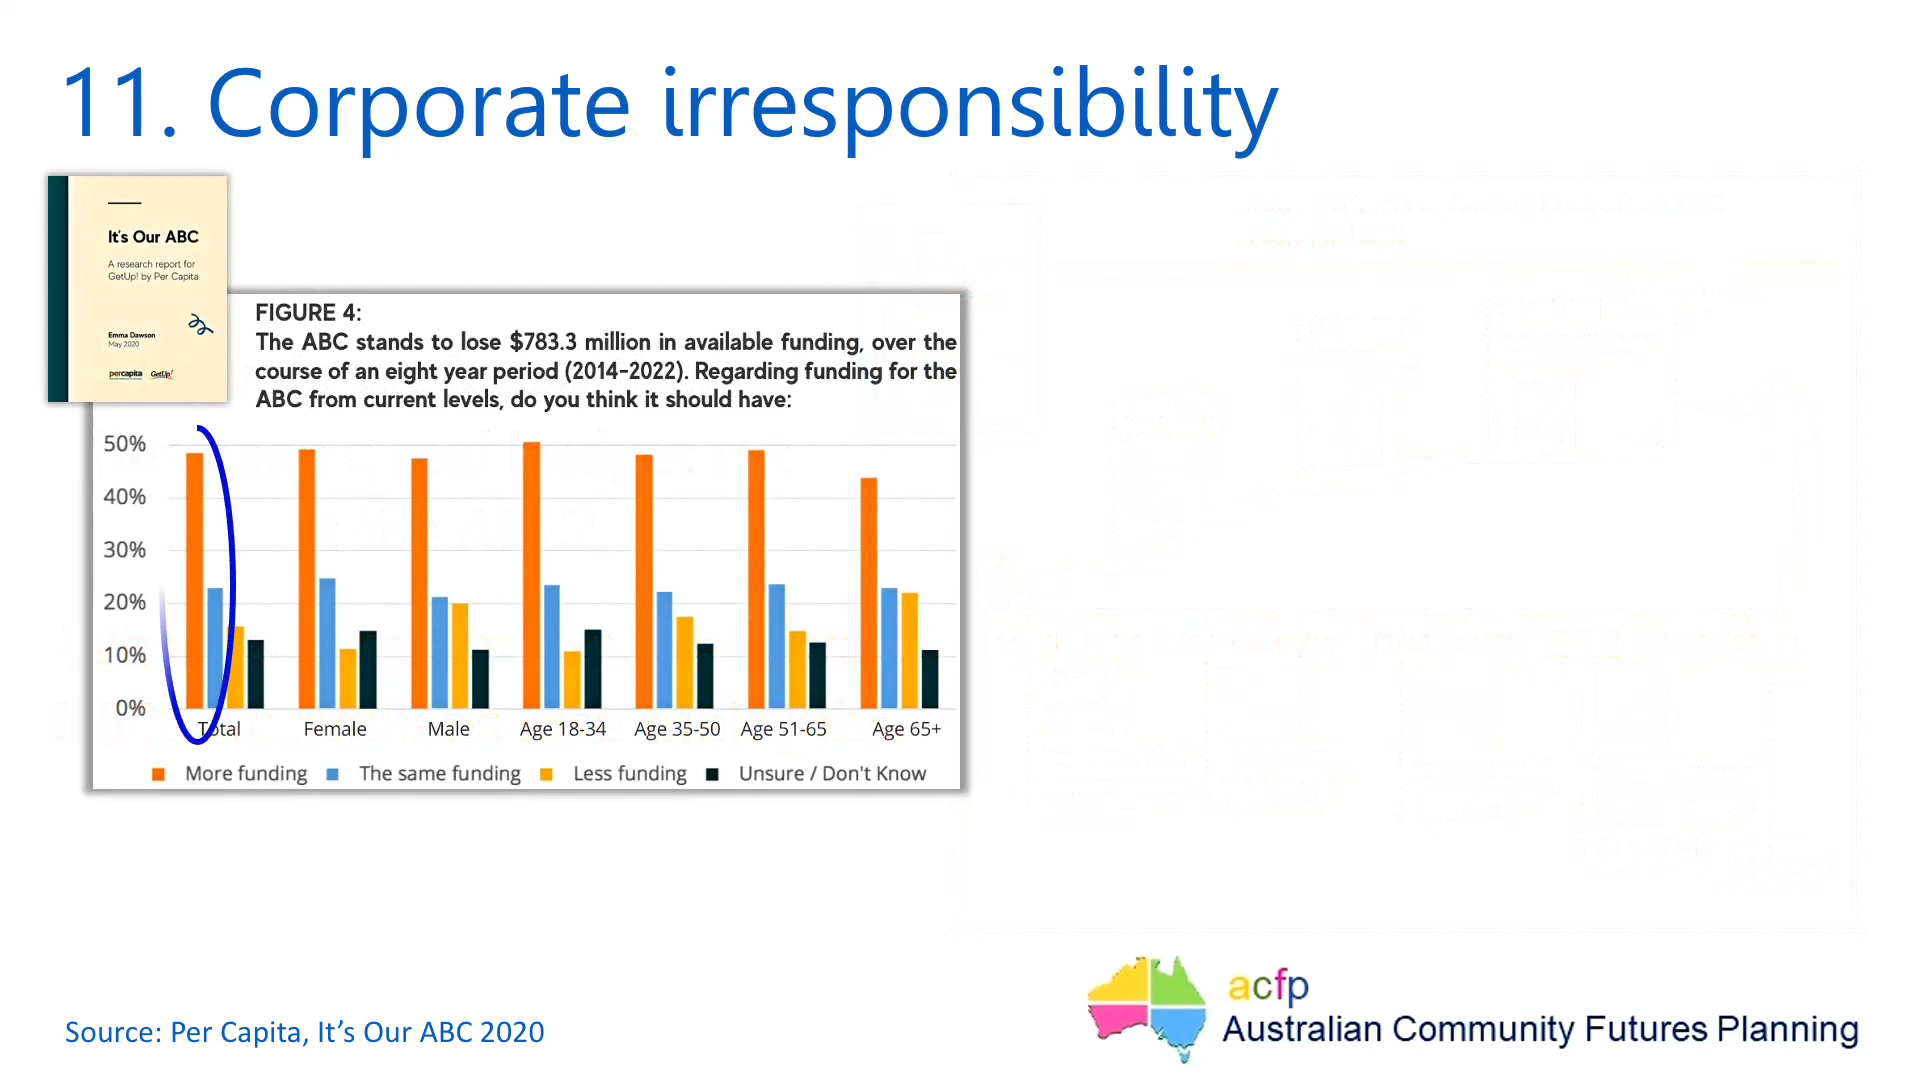 11. Corporate irresponsibility
It's Our ABC
A research report for
GetUp! by Per Capita
Emma Dawson
May 2020
percapita GetUp!
FIGURE 4:
The ABC stands to lose $783.3 million in available funding, over the
course of an eight year period (2014-2022). Regarding funding for the
ABC from current levels, do you think it should have:
50%
40%
30%
20%
10%
0%
Total Female Male Age 18-34 Age 35-50 Age 51-65 Age 65+
More funding The same funding Less funding Unsure / Don't Know
acfp
Australian Community Futures Planning
Source: Per Capita, It’s Our ABC 2020